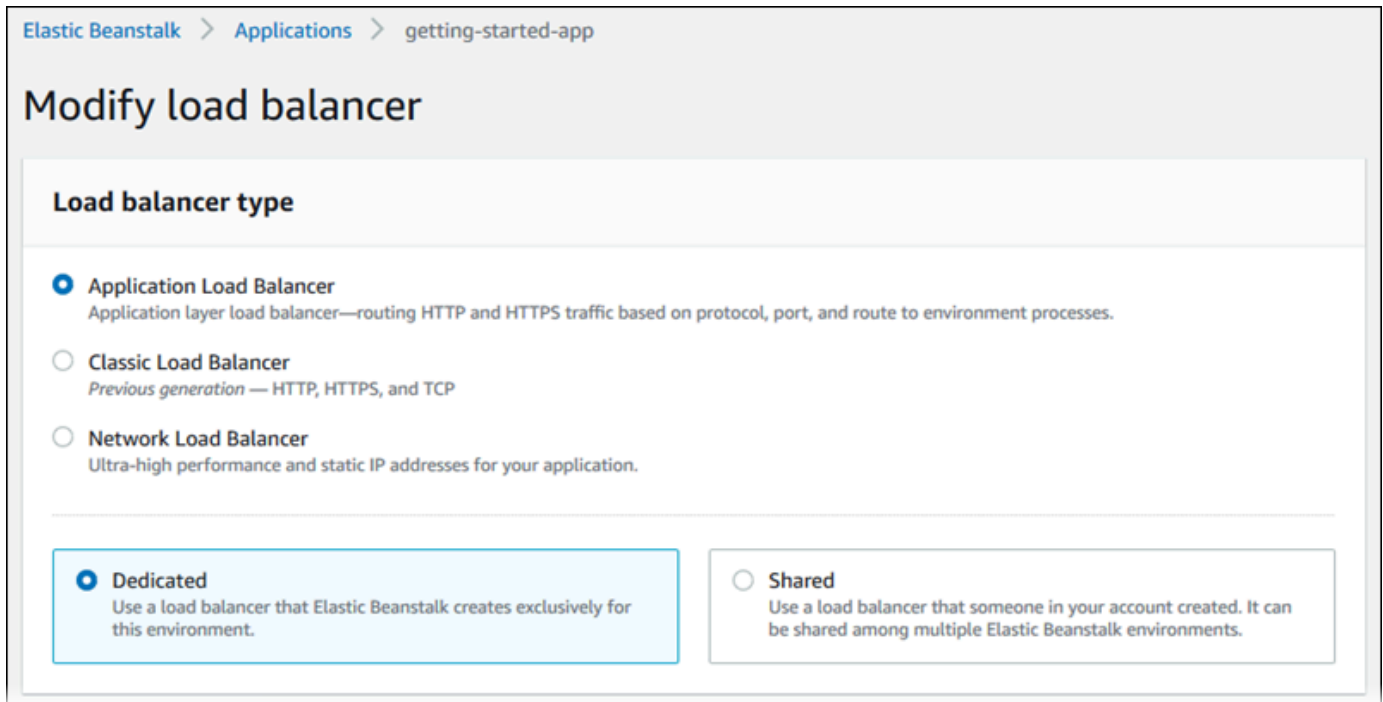 Elastic Beanstalk > Applications > getting-started-app
Modify load balancer
Load balancer type
Application Load Balancer
Application layer load balancer—routing HTTP and HTTPS traffic based on protocol, port, and route to environment processes.
Classic Load Balancer
Previous generation — HTTP, HTTPS, and TCP
Network Load Balancer
Ultra-high performance and static IP addresses for your application.
Dedicated
Use a load balancer that Elastic Beanstalk creates exclusively for
this environment.
Shared
Use a load balancer that someone in your account created. It can
be shared among multiple Elastic Beanstalk environments.